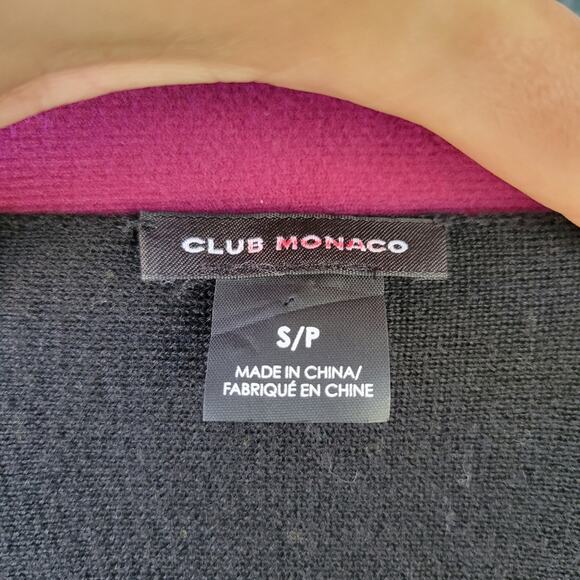 CLUB MONACO
S/P
MADE IN CHINA/
FABRIQUÉ EN CHINE